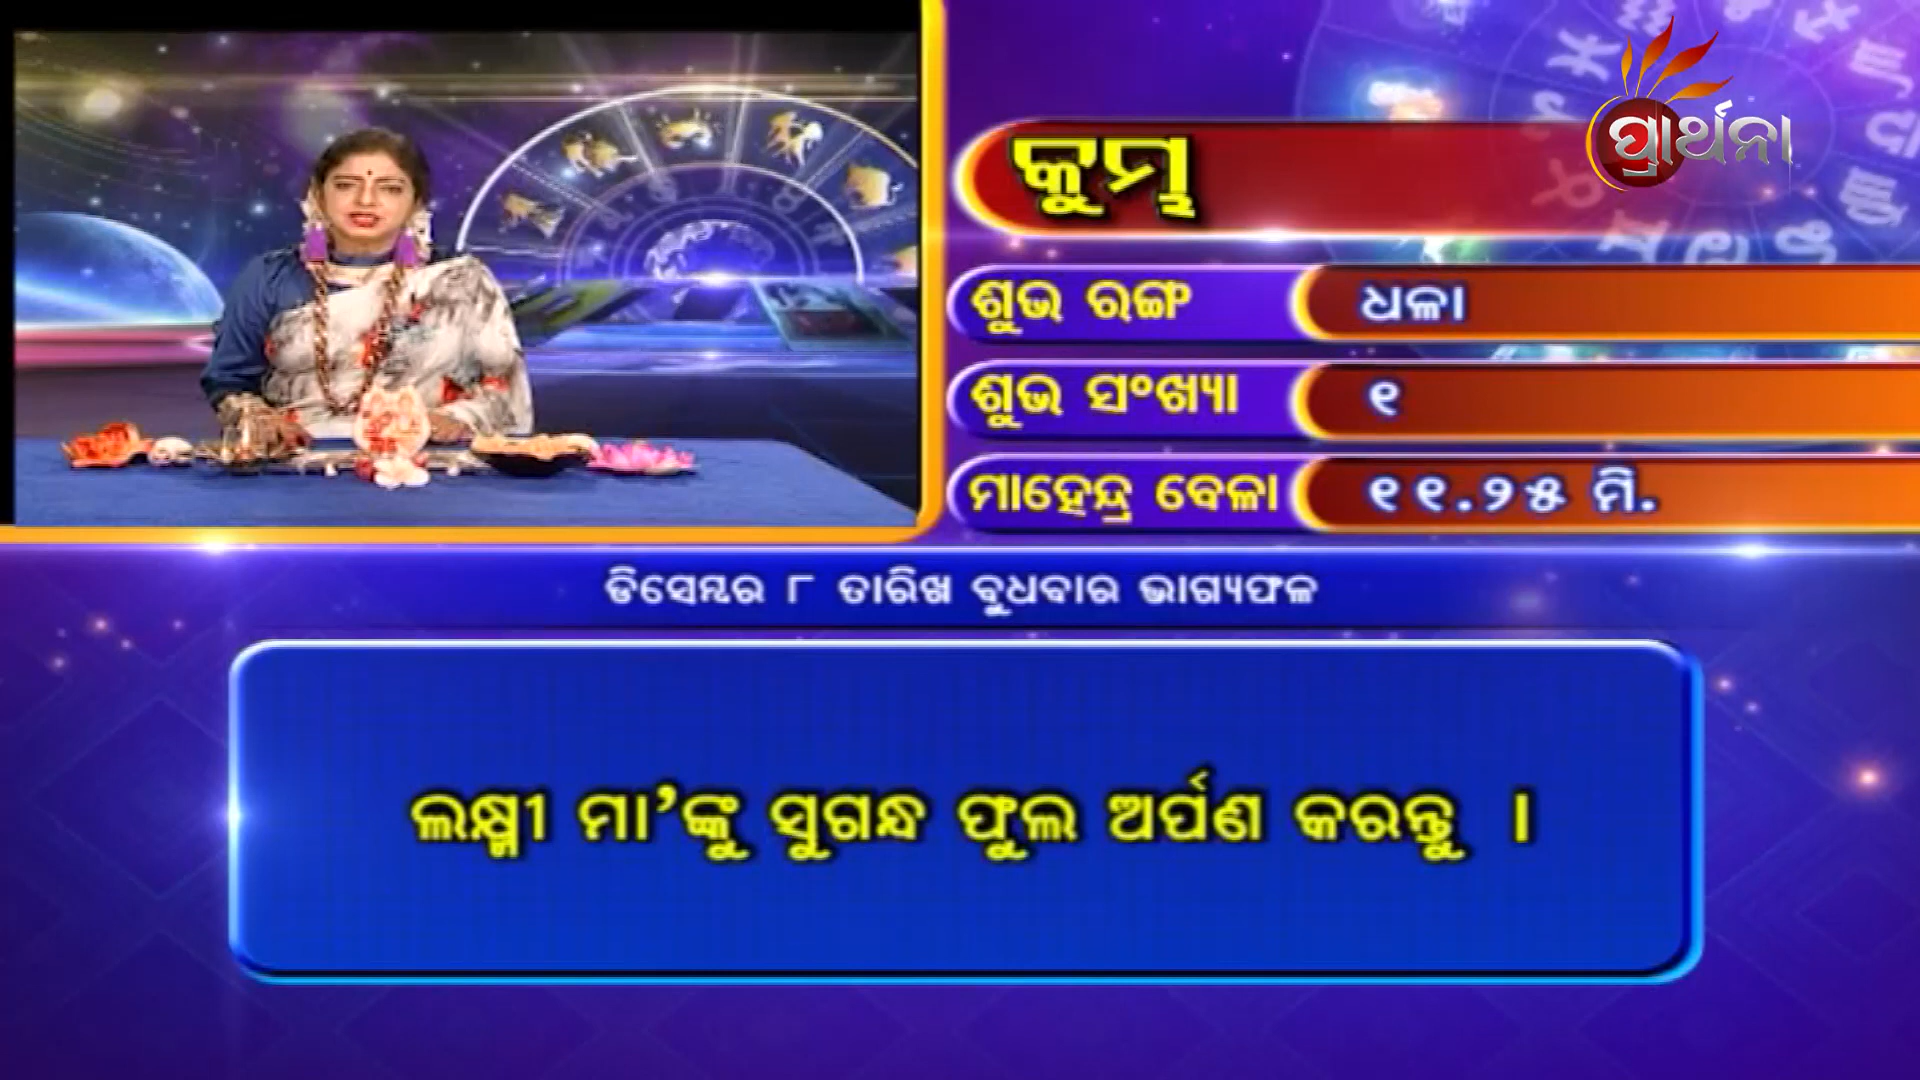 ପ୍ରାର୍ଥନା
କୁମ୍ଭ
ଶୁଭ ରଙ୍ଗ ଧଳା
ଶୁଭ ସଂଖ୍ୟା ୧
ମାହେନ୍ଦ୍ର ବେଳା ୧୧.୨୫ ମି.
ଡିସେମ୍ବର ୮ ତାରିଖ ବୁଧବାର ଭାଗ୍ୟଫଳ
ଲକ୍ଷ୍ମୀ ମା’ଙ୍କୁ ସୁଗନ୍ଧ ଫୁଲ ଅର୍ପଣ କରନ୍ତୁ ।